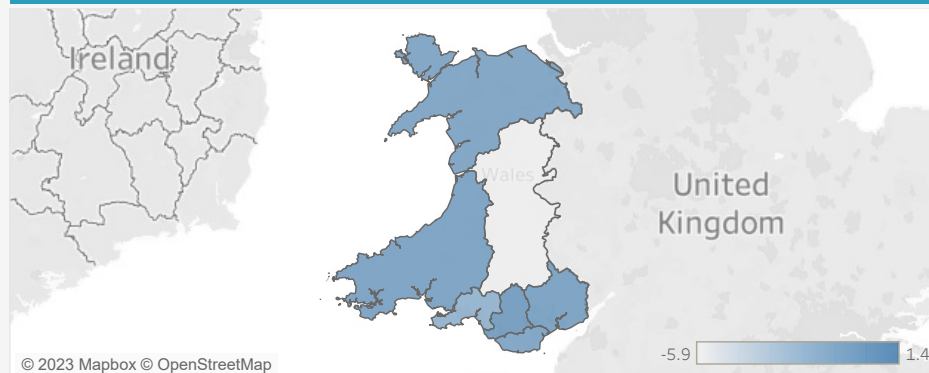 Ireland
Wales
United
Kingdom
-5.9
1.4
© 2023 Mapbox © OpenStreetMap